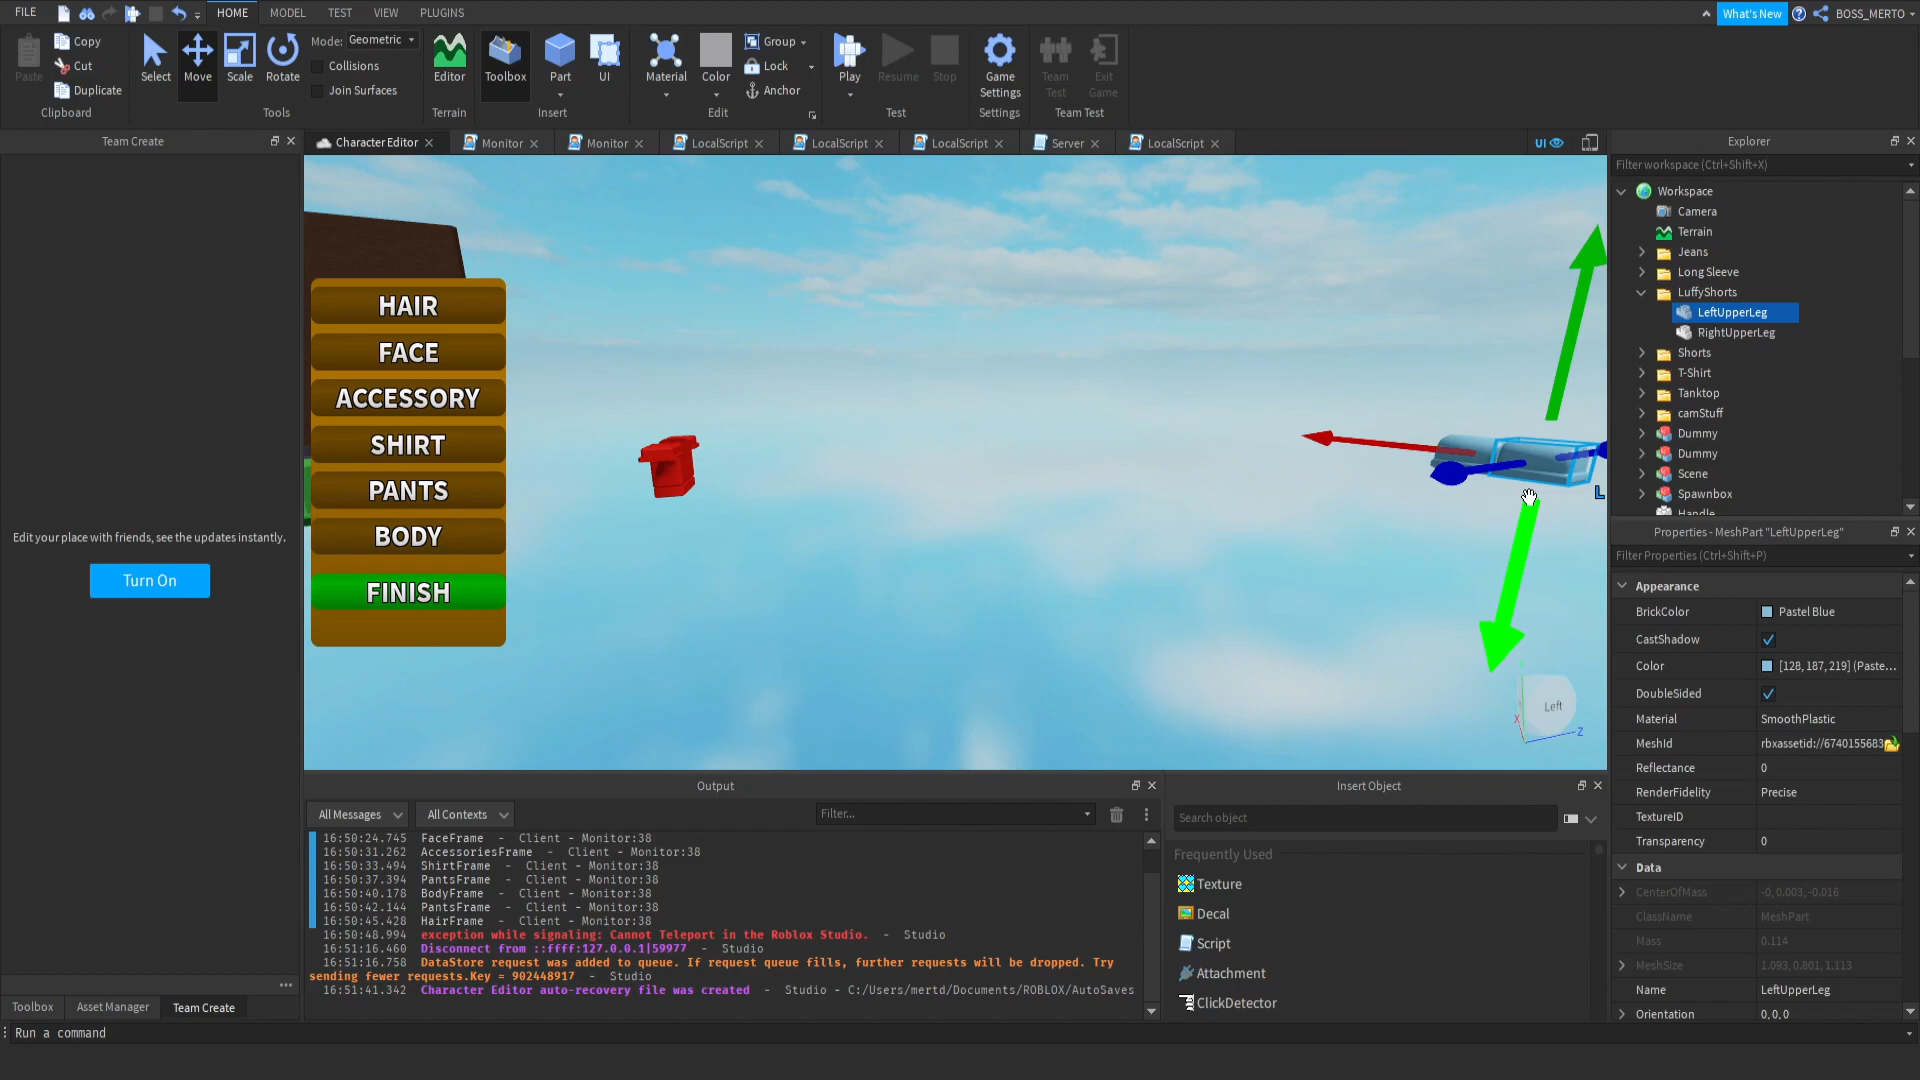 FILE
HOME
MODEL
TEST
VIEW
PLUGINS
What's New
BOSS_MERTO
Paste
Copy
Cut
Duplicate
Clipboard
Select
Move
Scale
Rotate
Mode: Geometric
Collisions
Join Surfaces
Tools
Editor
Terrain
Toolbox
Part
UI
Insert
Material
Color
Group
Lock
Anchor
Edit
Play
Resume
Stop
Test
Game Settings
Settings
Team Test
Exit Game
Team Test
Team Create
Edit your place with friends, see the updates instantly.
Turn On
Toolbox
Asset Manager
Team Create
Run a command
Character Editor
Monitor
Monitor
LocalScript
LocalScript
LocalScript
Server
LocalScript
UI
HAIR
FACE
ACCESSORY
SHIRT
PANTS
BODY
FINISH
L
Left
X
Z
Output
All Messages
All Contexts
Filter...
16:50:24.745 FaceFrame - Client - Monitor:38
16:50:31.262 AccessoriesFrame - Client - Monitor:38
16:50:33.494 ShirtFrame - Client - Monitor:38
16:50:37.394 PantsFrame - Client - Monitor:38
16:50:40.178 BodyFrame - Client - Monitor:38
16:50:42.144 PantsFrame - Client - Monitor:38
16:50:45.428 HairFrame - Client - Monitor:38
16:50:48.994 exception while signaling: Cannot Teleport in the Roblox Studio. - Studio
16:51:16.460 Disconnect from ::ffff:127.0.0.1|59977 - Studio
16:51:16.758 DataStore request was added to queue. If request queue fills, further requests will be dropped. Try
sending fewer requests.Key = 902448917 - Studio
16:51:41.342 Character Editor auto-recovery file was created - Studio - C:/Users/mertd/Documents/ROBLOX/AutoSaves
Insert Object
Search object
Frequently Used
Texture
Decal
Script
Attachment
ClickDetector
Explorer
Filter workspace (Ctrl+Shift+X)
Workspace
Camera
Terrain
Jeans
Long Sleeve
LuffyShorts
LeftUpperLeg
RightUpperLeg
Shorts
T-Shirt
Tanktop
camStuff
Dummy
Dummy
Scene
Spawnbox
Handle
Properties - MeshPart "LeftUpperLeg"
Filter Properties (Ctrl+Shift+P)
Appearance
BrickColor Pastel Blue
CastShadow
Color [128, 187, 219] (Paste...
DoubleSided
Material SmoothPlastic
MeshId rbxassetid://6740155683
Reflectance 0
RenderFidelity Precise
TextureID
Transparency 0
Data
CenterOfMass -0, 0.003, -0.016
ClassName MeshPart
Mass 0.114
MeshSize 1.093, 0.801, 1.113
Name LeftUpperLeg
Orientation 0, 0, 0